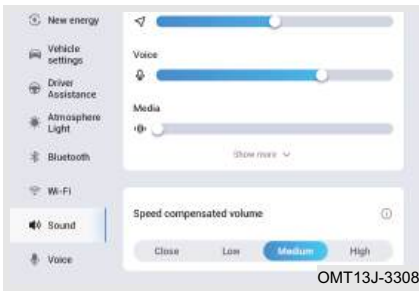 New energy
Vehicle
settings
Driver
Assistance
Atmosphere
Light
Bluetooth
Wi-Fi
Sound
Voice
Voice
Media
Show more
Speed compensated volume
Close Low Medium High
OMT13J-3308